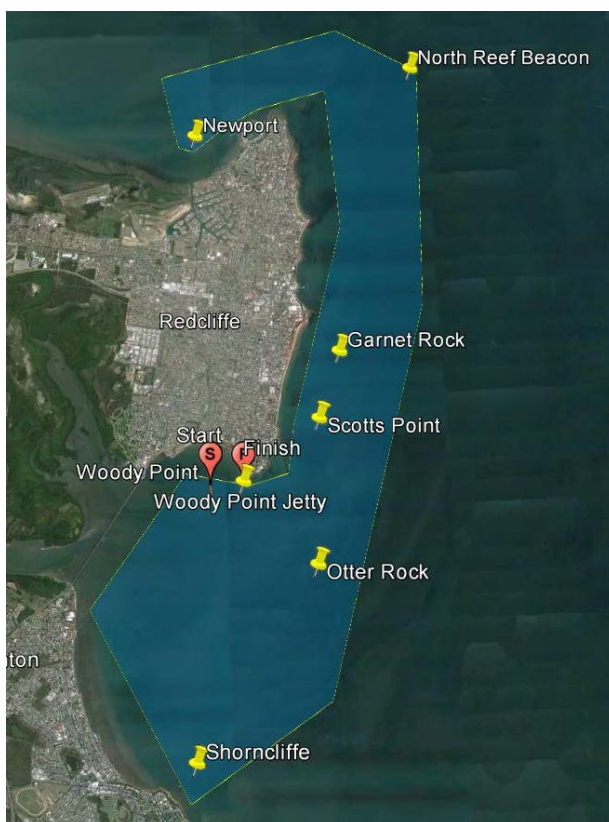 North Reef Beacon
Newport
Redcliffe
Garnet Rock
Scotts Point
Start
Finish
S
Woody Point
Woody Point Jetty
Otter Rock
ton
Shorncliffe